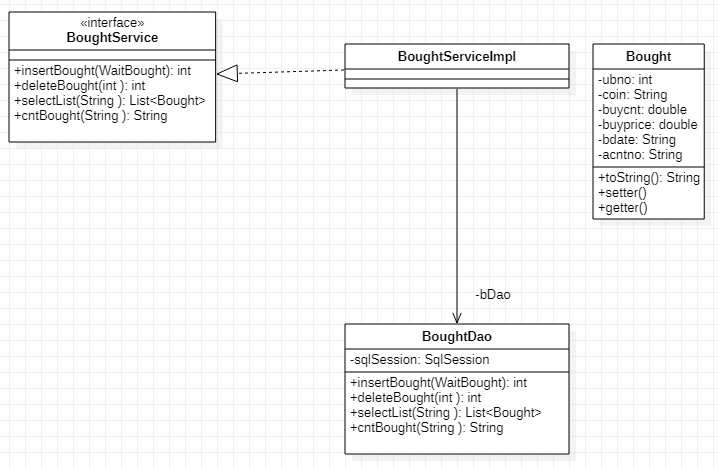 «interface»
BoughtService
+insertBought(WaitBought): int
+deleteBought(int ): int
+selectList(String ): List<Bought>
+cntBought(String ): String
BoughtServiceImpl
Bought
-ubno: int
-coin: String
-buycnt: double
-buyprice: double
-bdate: String
-acntno: String
+toString(): String
+setter()
+getter()
-bDao
BoughtDao
-sqlSession: SqlSession
+insertBought(WaitBought): int
+deleteBought(int ): int
+selectList(String ): List<Bought>
+cntBought(String ): String